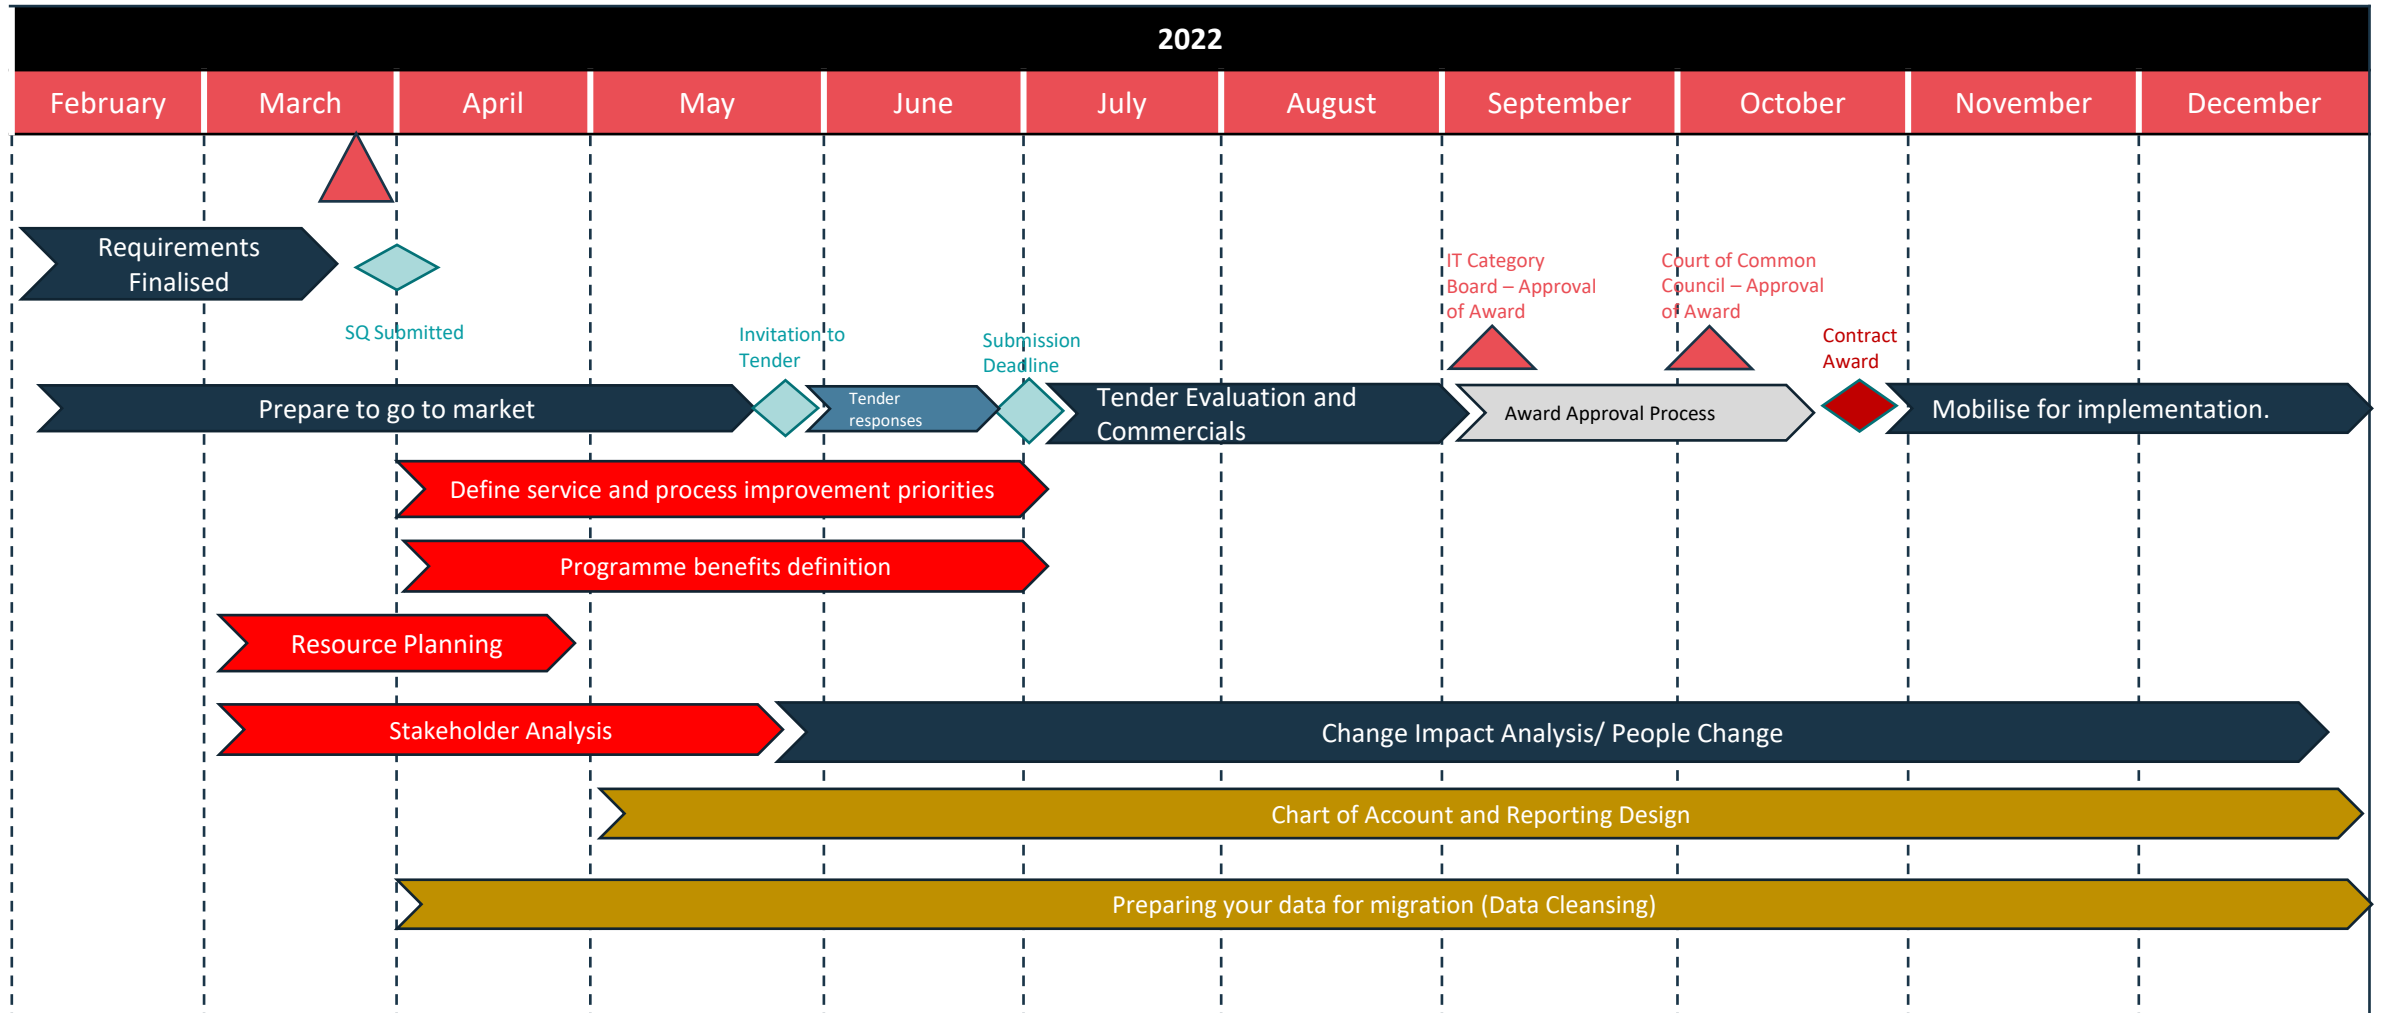 2022
February
March
April
May
June
July
August
September
October
November
December
Requirements
Finalised
SQ Submitted
Invitation to
Tender
Submission
Deadline
IT Category
Board – Approval
of Award
Court of Common
Council – Approval
of Award
Contract
Award
Prepare to go to market
Tender
responses
Tender Evaluation and
Commercials
Award Approval Process
Mobilise for implementation.
Define service and process improvement priorities
Programme benefits definition
Resource Planning
Stakeholder Analysis
Change Impact Analysis/ People Change
Chart of Account and Reporting Design
Preparing your data for migration (Data Cleansing)